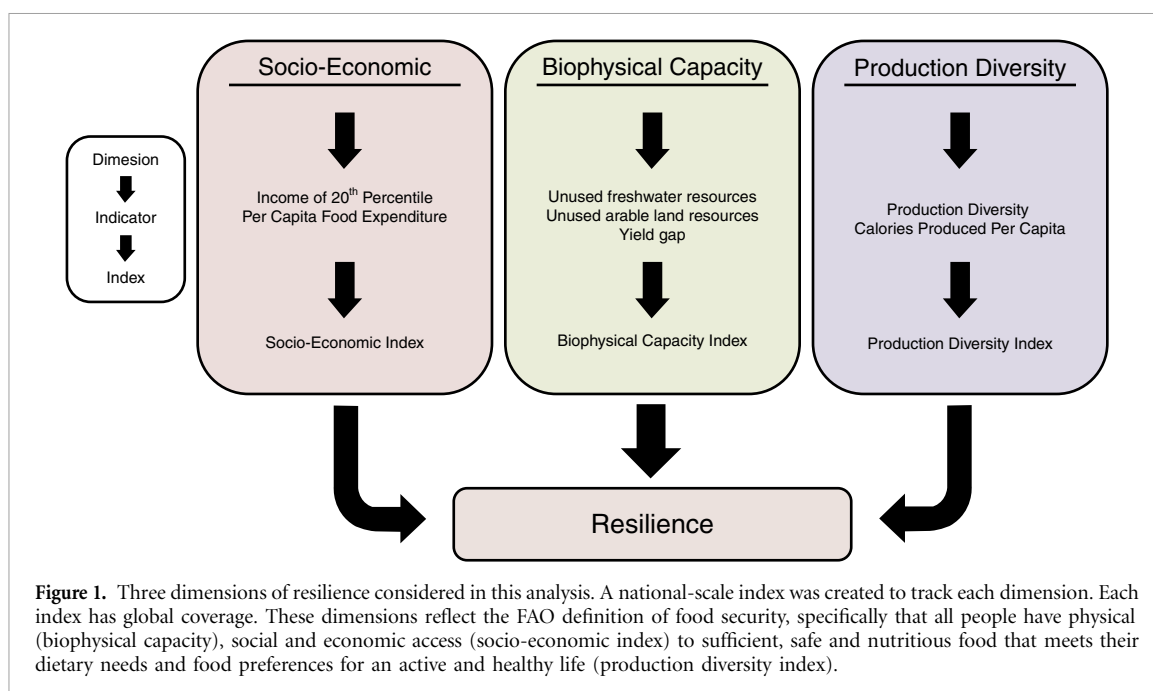 Dimesion
Indicator
Index
Socio-Economic
Income of 20th Percentile
Per Capita Food Expenditure
Socio-Economic Index
Biophysical Capacity
Unused freshwater resources
Unused arable land resources
Yield gap
Biophysical Capacity Index
Production Diversity
Production Diversity
Calories Produced Per Capita
Production Diversity Index
Resilience
Figure 1. Three dimensions of resilience considered in this analysis. A national-scale index was created to track each dimension. Each
index has global coverage. These dimensions reflect the FAO definition of food security, specifically that all people have physical
(biophysical capacity), social and economic access (socio-economic index) to sufficient, safe and nutritious food that meets their
dietary needs and food preferences for an active and healthy life (production diversity index).